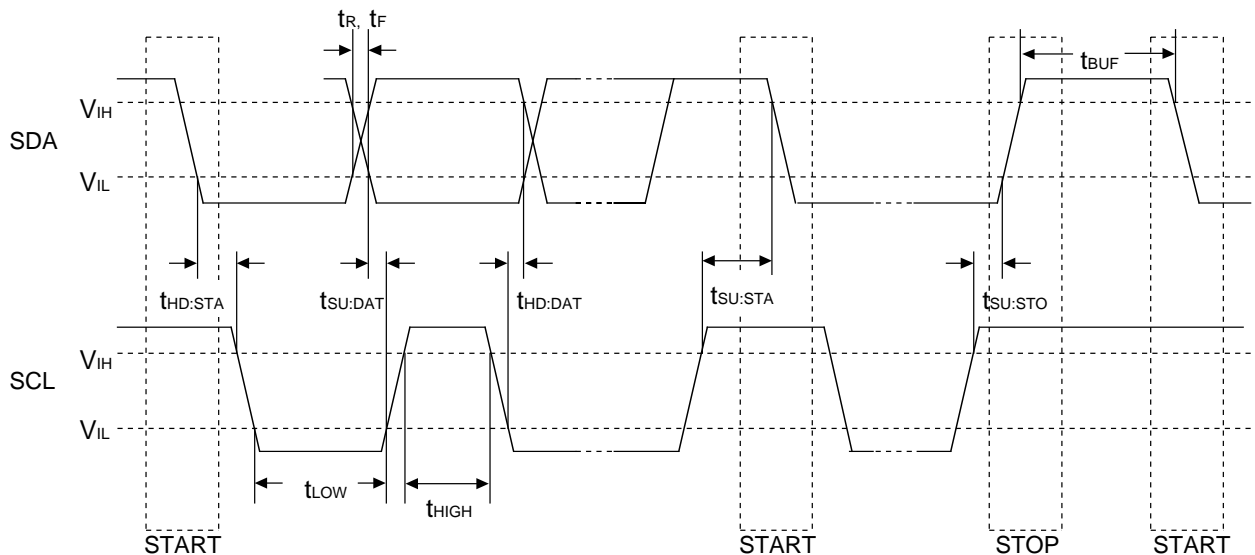 tR, tF
tBUF
VIH
SDA
VIL
tHD:STA
tSU:DAT
tHD:DAT
tSU:STA
tSU:STO
VIH
SCL
VIL
tLOW
tHIGH
START
START
STOP
START